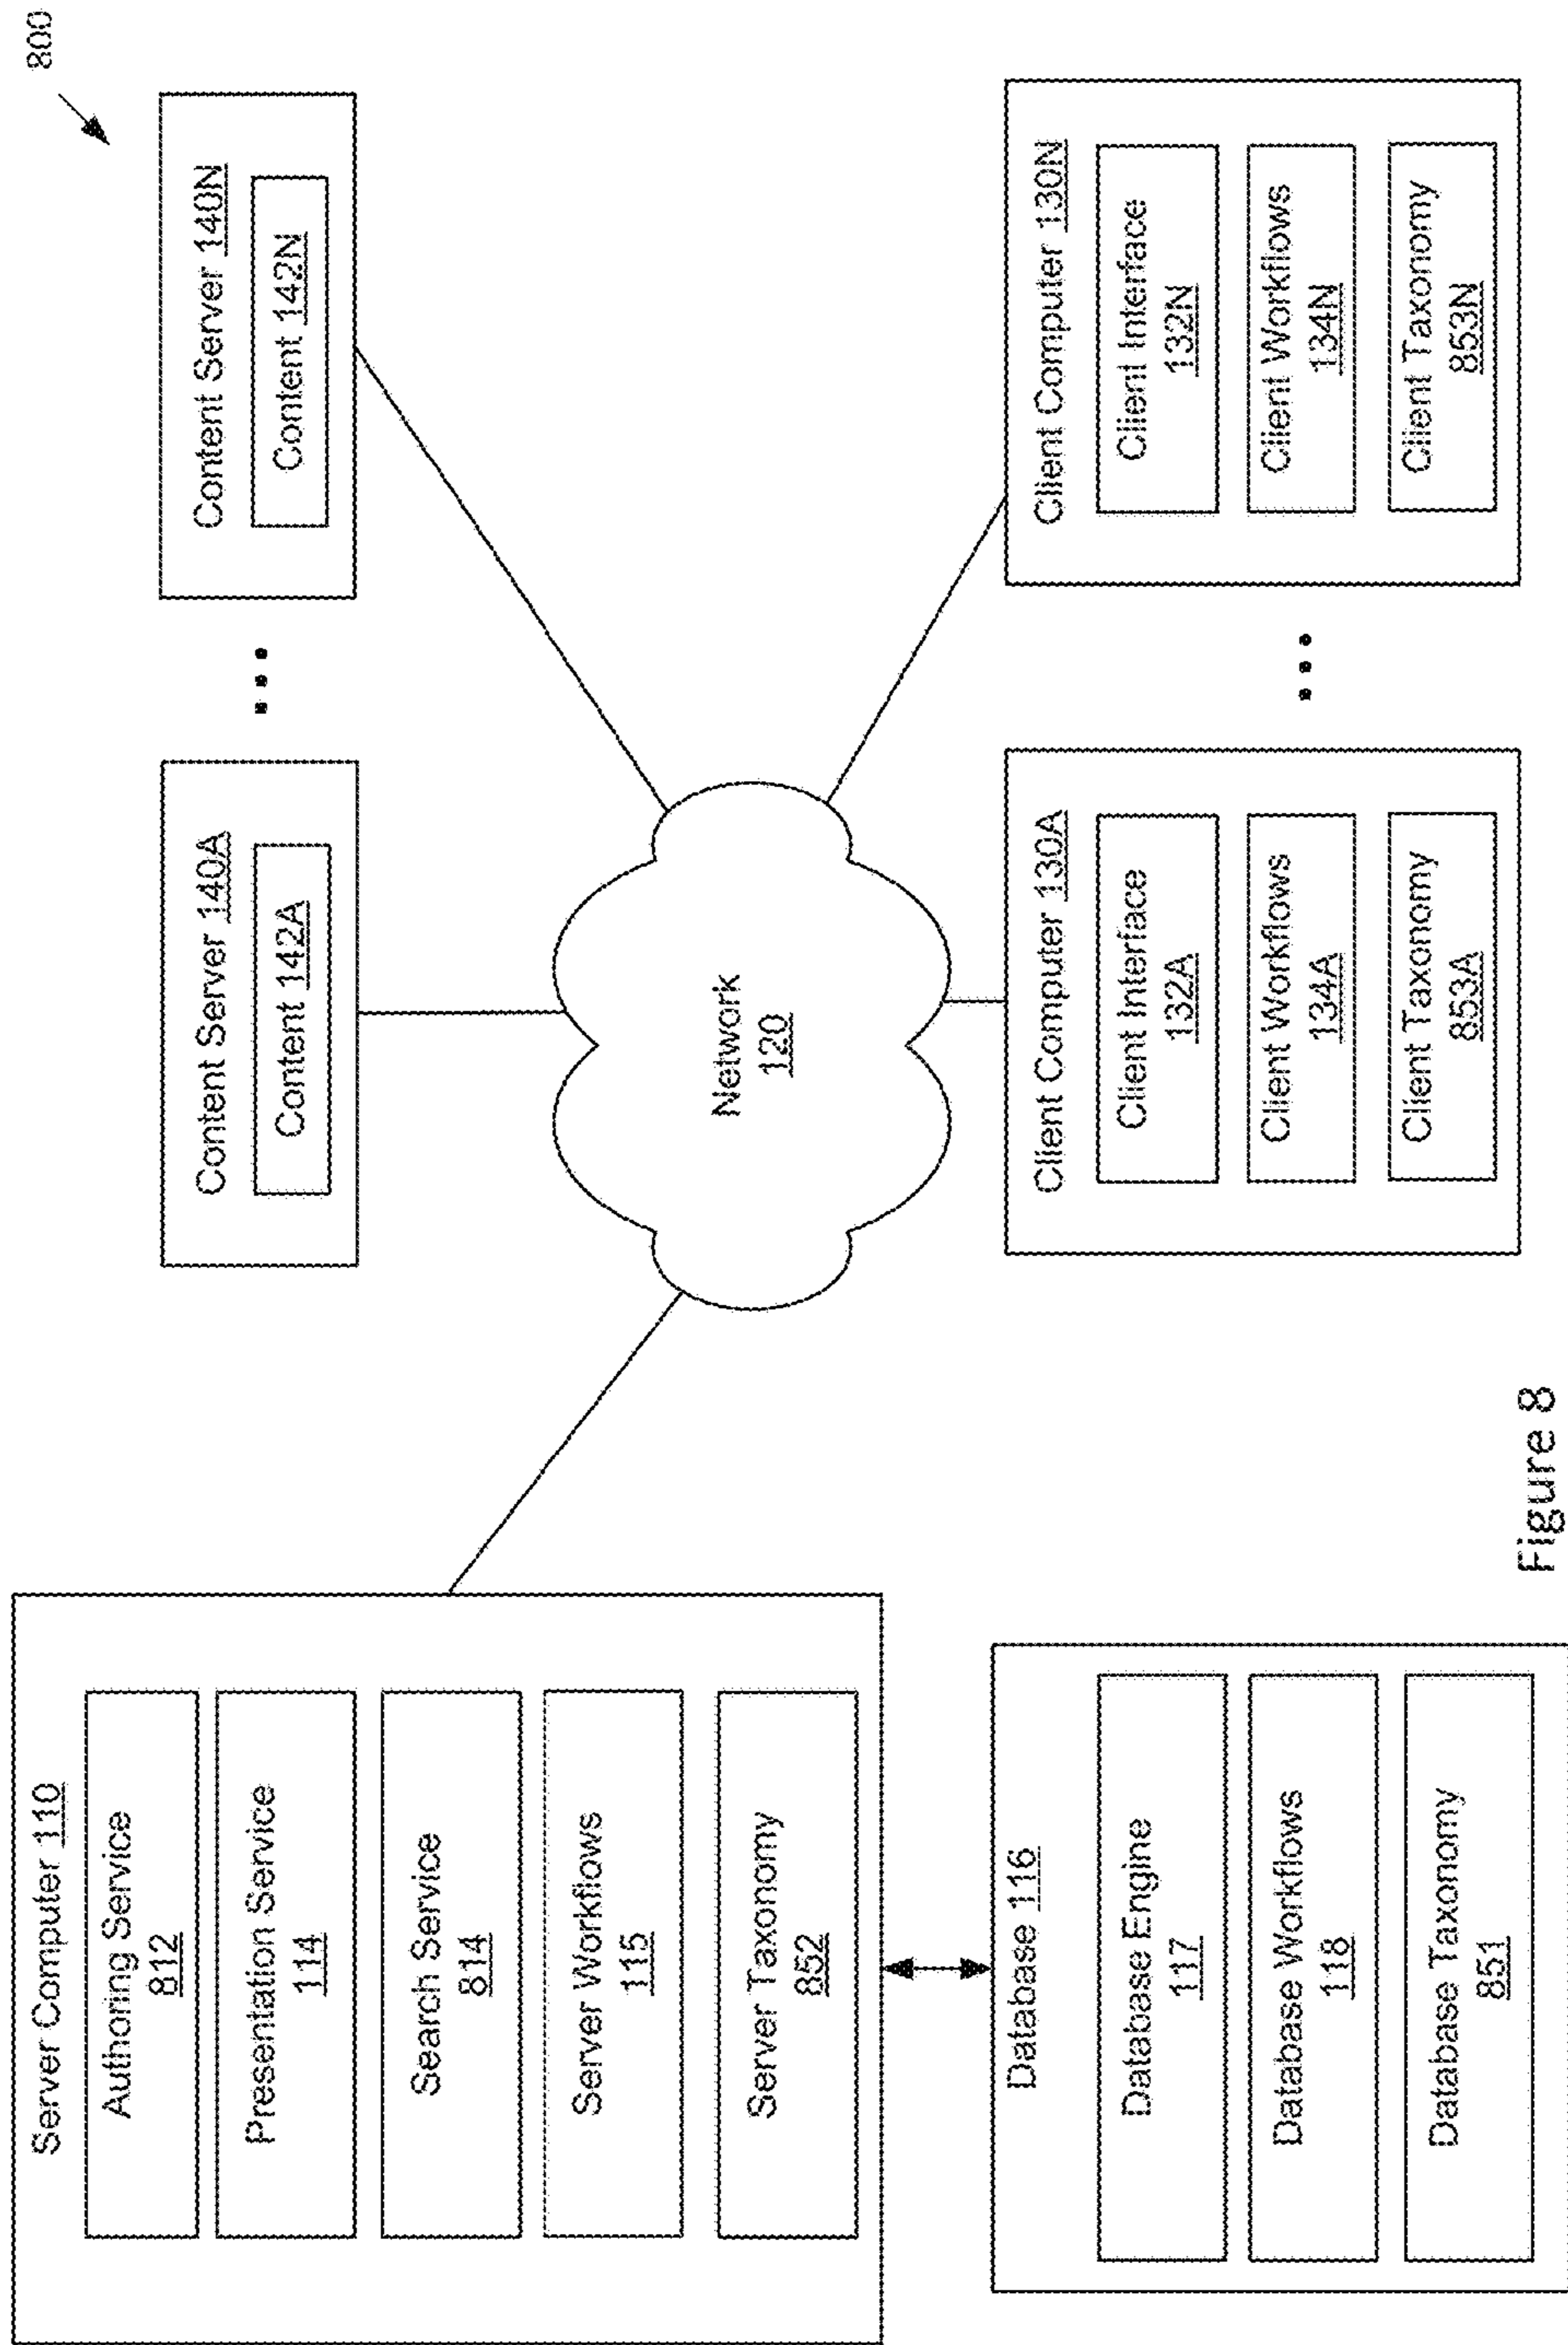 800
Server Computer 110
Authoring Service
812
Presentation Service
114
Search Service
814
Server Workflows
115
Server Taxonomy
852
Database 116
Database Engine
117
Database Workflows
118
Database Taxonomy
851
Content Server 140A
Content 142A
...
Content Server 140N
Content 142N
Network
120
Client Computer 130A
Client Interface
132A
Client Workflows
134A
Client Taxonomy
853A
...
Client Computer 130N
Client Interface
132N
Client Workflows
134N
Client Taxonomy
853N
Figure 8